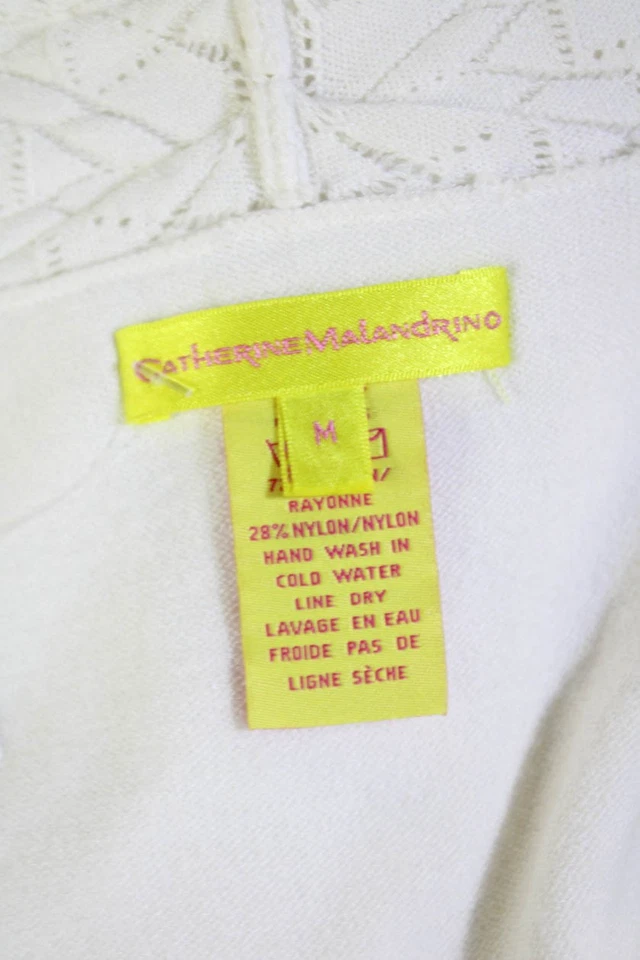 Catherine Malandrino
M
RAYONNE
28% NYLON/NYLON
HAND WASH IN
COLD WATER
LINE DRY
LAVAGE EN EAU
FROIDE PAS DE
LIGNE SÈCHE